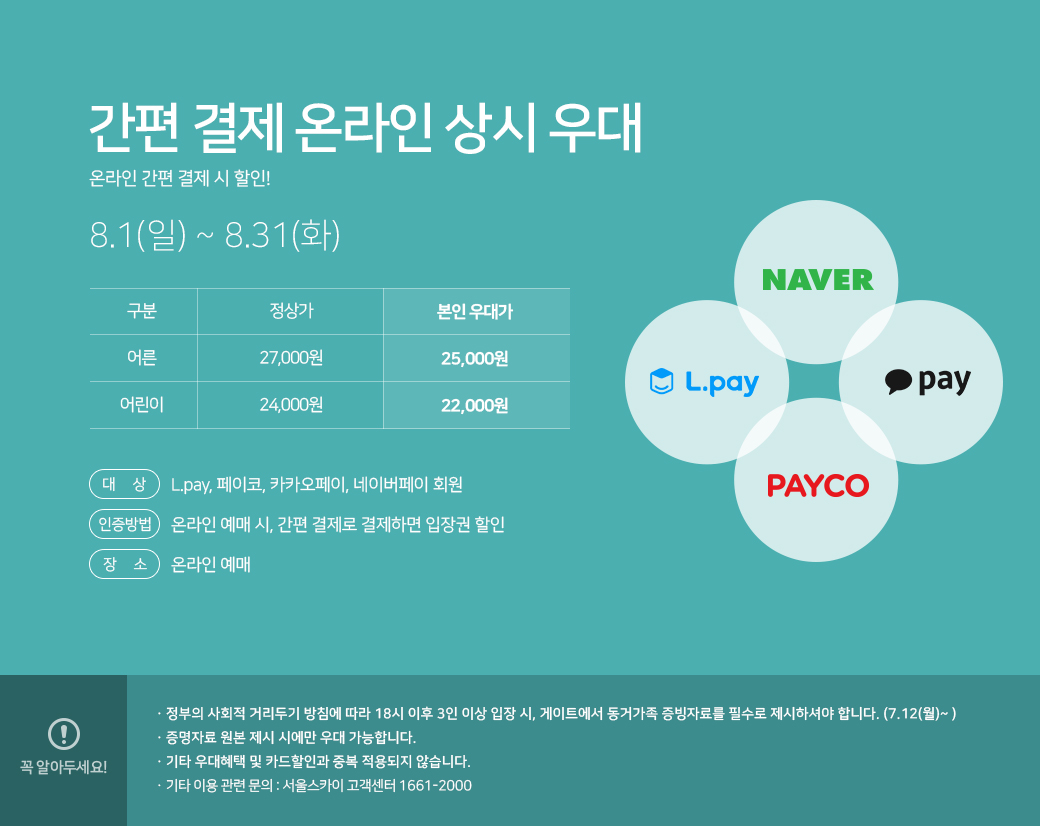 간편 결제 온라인 상시 우대
온라인 간편 결제 시 할인!
8.1(일) ~ 8.31(화)
구분 정상가 본인 우대가
어른 27,000원 25,000원
어린이 24,000원 22,000원
대 상 L.pay, 페이코, 카카오페이, 네이버페이 회원
인증방법 온라인 예매 시, 간편 결제로 결제하면 입장권 할인
장 소 온라인 예매
NAVER
L.pay
pay
PAYCO
꼭 알아두세요!
· 정부의 사회적 거리두기 방침에 따라 18시 이후 3인 이상 입장 시, 게이트에서 동거가족 증빙자료를 필수로 제시하셔야 합니다. (7.12(월)~ )
· 증명자료 원본 제시 시에만 우대 가능합니다.
· 기타 우대혜택 및 카드할인과 중복 적용되지 않습니다.
· 기타 이용 관련 문의 : 서울스카이 고객센터 1661-2000